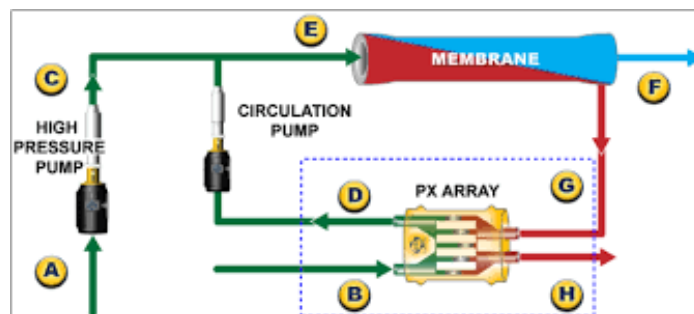 E
MEMBRANE
C
F
CIRCULATION
PUMP
HIGH
PRESSURE
PUMP
D
PX ARRAY
G
A
B
H